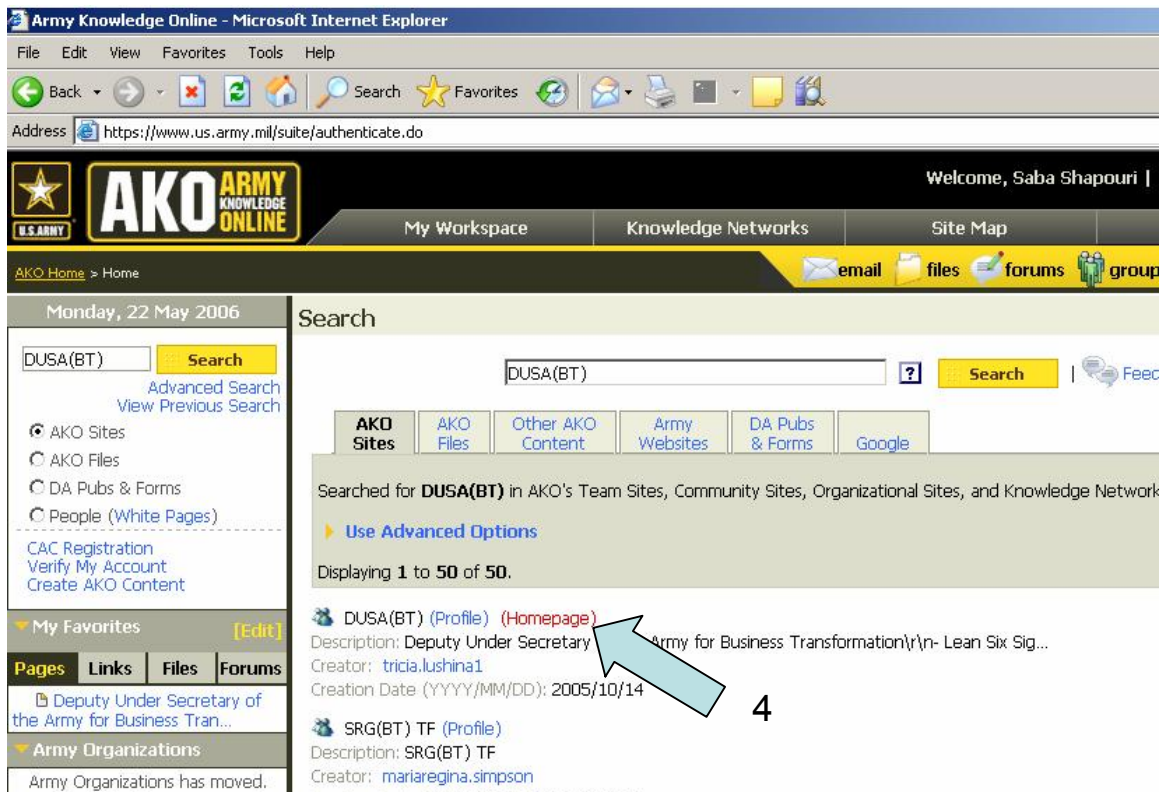 Army Knowledge Online - Microsoft Internet Explorer
File Edit View Favorites Tools Help
Back Search Favorites
Address https://www.us.army.mil/suite/authenticate.do
U.S.ARMY
AKO ARMY KNOWLEDGE ONLINE
Welcome, Saba Shapouri |
My Workspace Knowledge Networks Site Map
AKO Home > Home
email files forums group
Monday, 22 May 2006
DUSA(BT) Search
Advanced Search
View Previous Search
AKO Sites
AKO Files
DA Pubs & Forms
People (White Pages)
CAC Registration
Verify My Account
Create AKO Content
My Favorites [Edit]
Pages Links Files Forums
Deputy Under Secretary of
the Army for Business Tran...
Army Organizations
Army Organizations has moved.
Search
DUSA(BT) ? Search | Feec
AKO Sites AKO Files Other AKO Content Army Websites DA Pubs & Forms Google
Searched for DUSA(BT) in AKO's Team Sites, Community Sites, Organizational Sites, and Knowledge Network
Use Advanced Options
Displaying 1 to 50 of 50.
DUSA(BT) (Profile) (Homepage)
Description: Deputy Under Secretary Army for Business Transformation\r\n- Lean Six Sig...
Creator: tricia.lushina1
Creation Date (YYYY/MM/DD): 2005/10/14
4
SRG(BT) TF (Profile)
Description: SRG(BT) TF
Creator: mariaregina.simpson